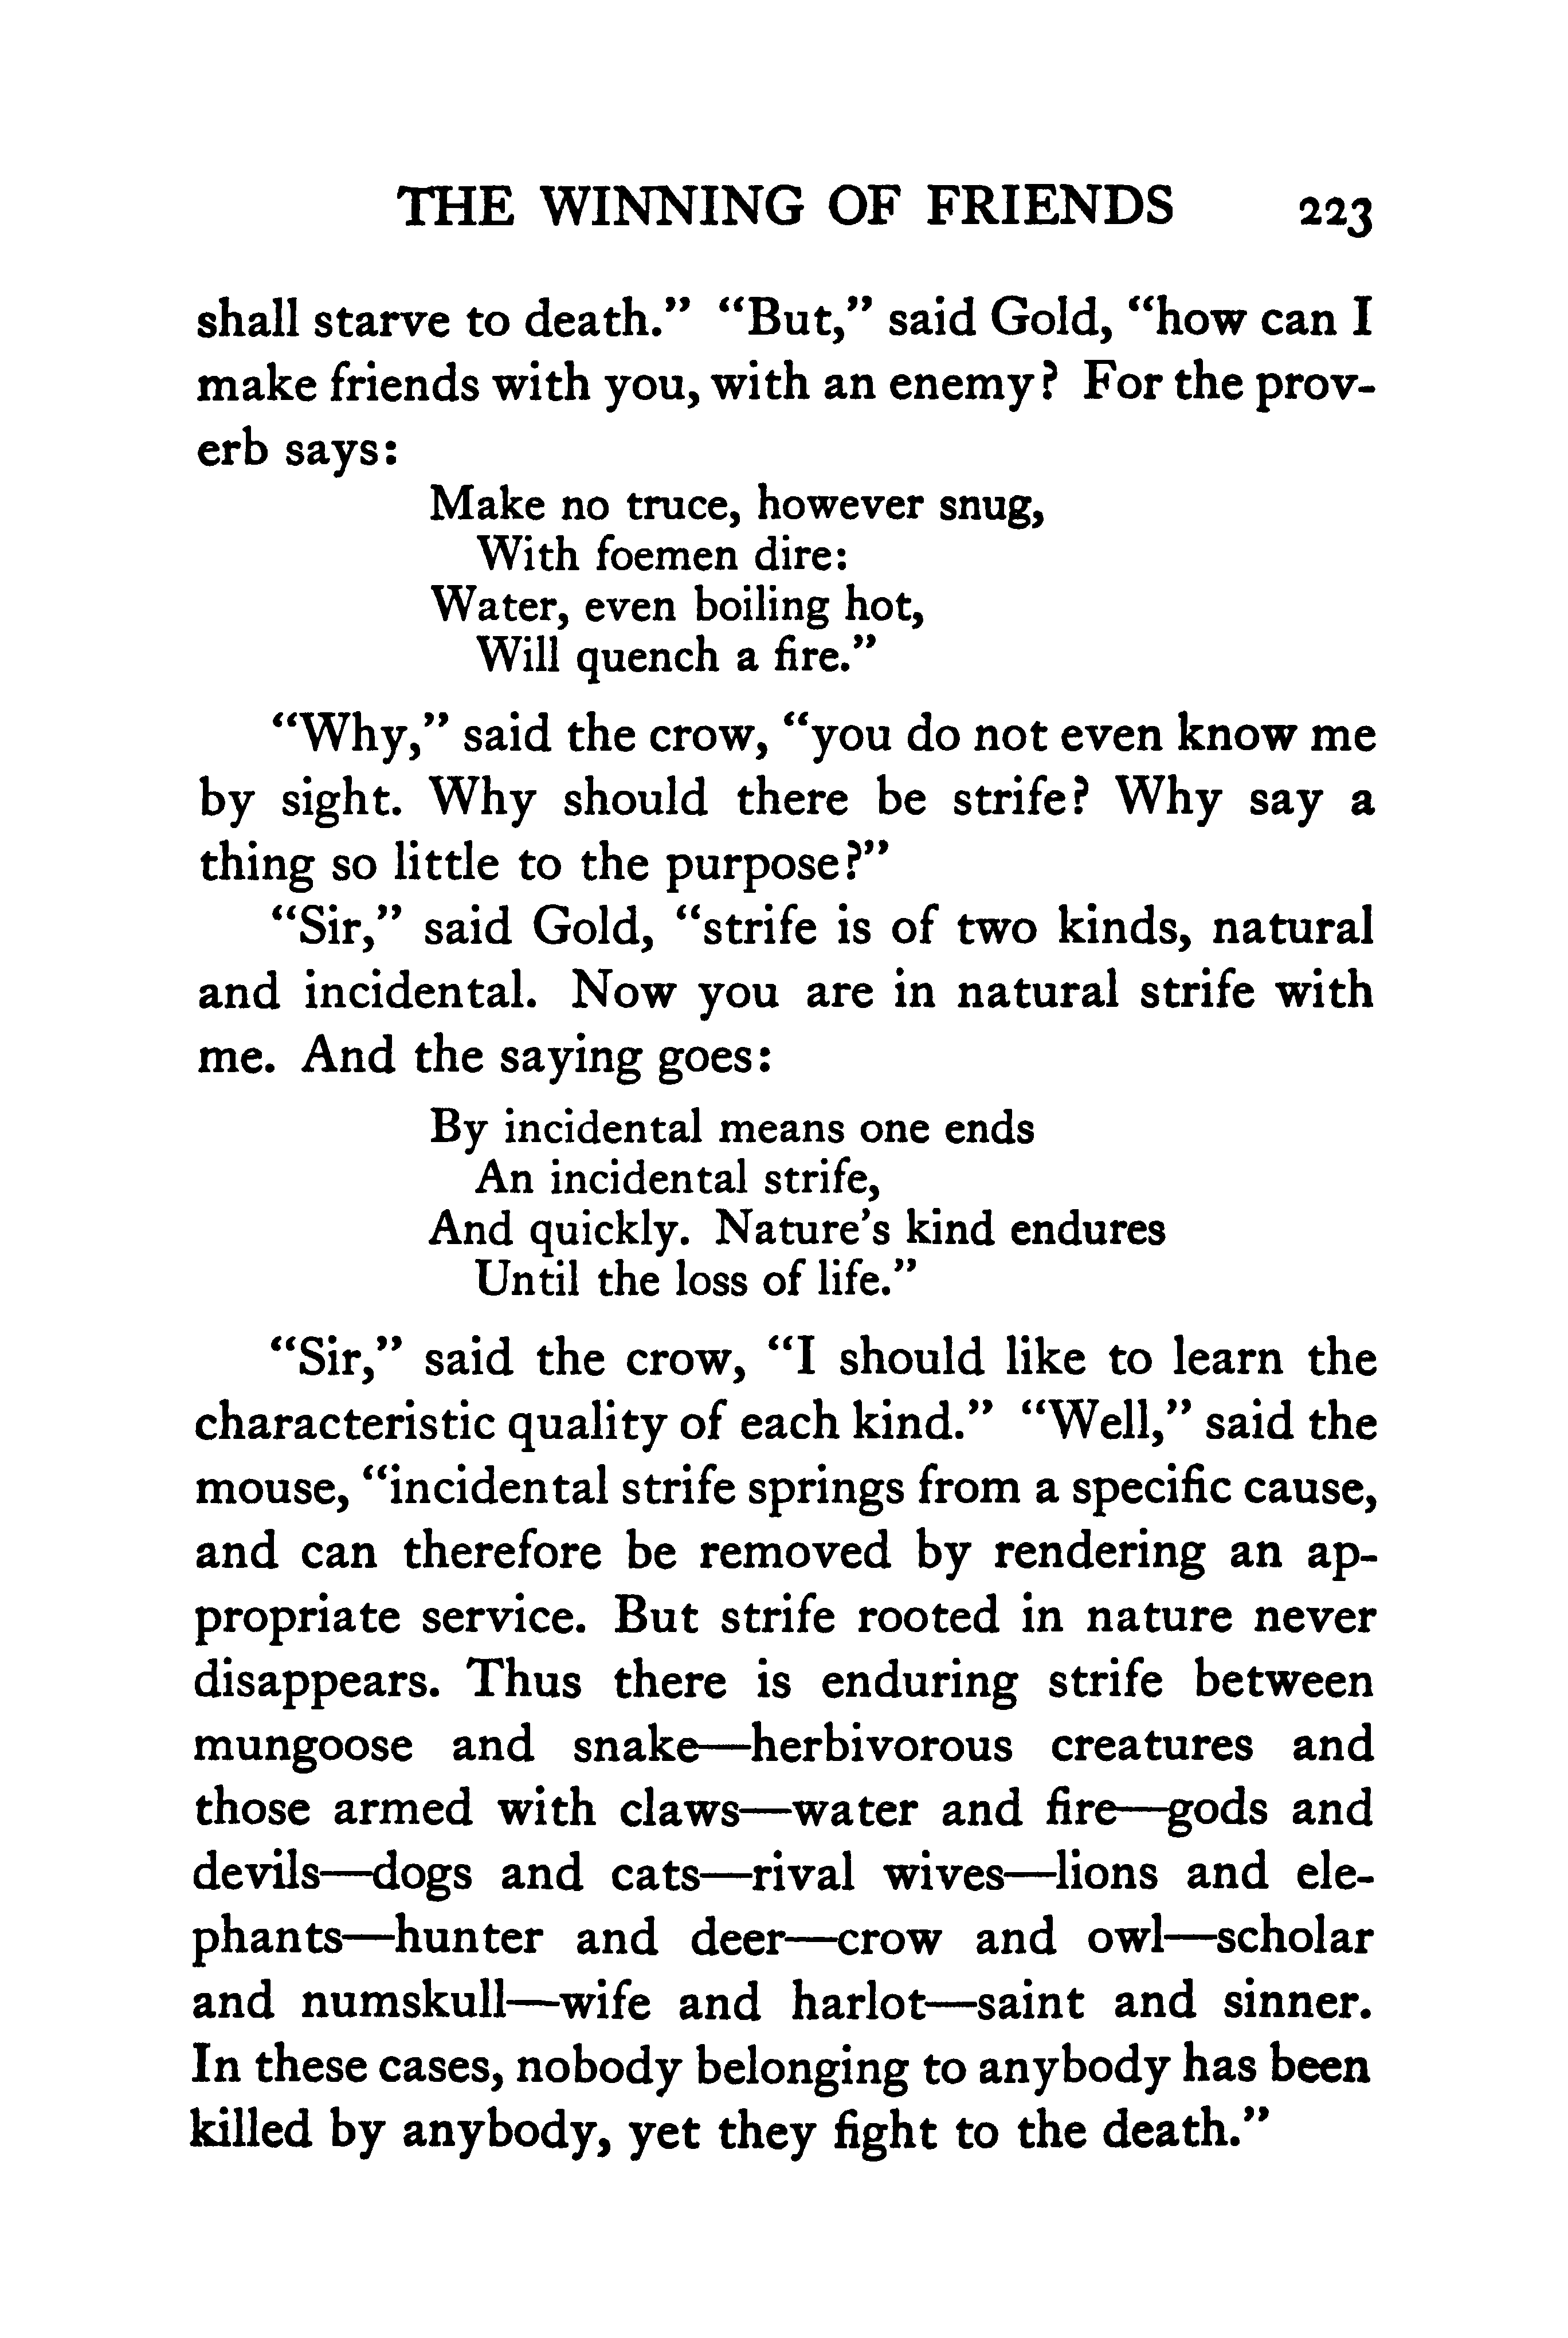 THE WINNING OF FRIENDS 223
shall starve to death.” “But,” said Gold, “how can I
make friends with you, with an enemy? For the prov-
erb says:
Make no truce, however snug,
With foemen dire:
Water, even boiling hot,
Will quench a fire.”
“Why,” said the crow, “you do not even know me
by sight. Why should there be strife? Why say a
thing so little to the purpose?”
“Sir,” said Gold, “strife is of two kinds, natural
and incidental. Now you are in natural strife with
me. And the saying goes:
By incidental means one ends
An incidental strife,
And quickly. Nature’s kind endures
Until the loss of life.”
“Sir,” said the crow, “I should like to learn the
characteristic quality of each kind.” “Well,” said the
mouse, “incidental strife springs from a specific cause,
and can therefore be removed by rendering an ap-
propriate service. But strife rooted in nature never
disappears. Thus there is enduring strife between
mungoose and snake—herbivorous creatures and
those armed with claws—water and fire—gods and
devils—dogs and cats—rival wives—lions and ele-
phants—hunter and deer—crow and owl—scholar
and numskull—wife and harlot—saint and sinner.
In these cases, nobody belonging to anybody has been
killed by anybody, yet they fight to the death.”